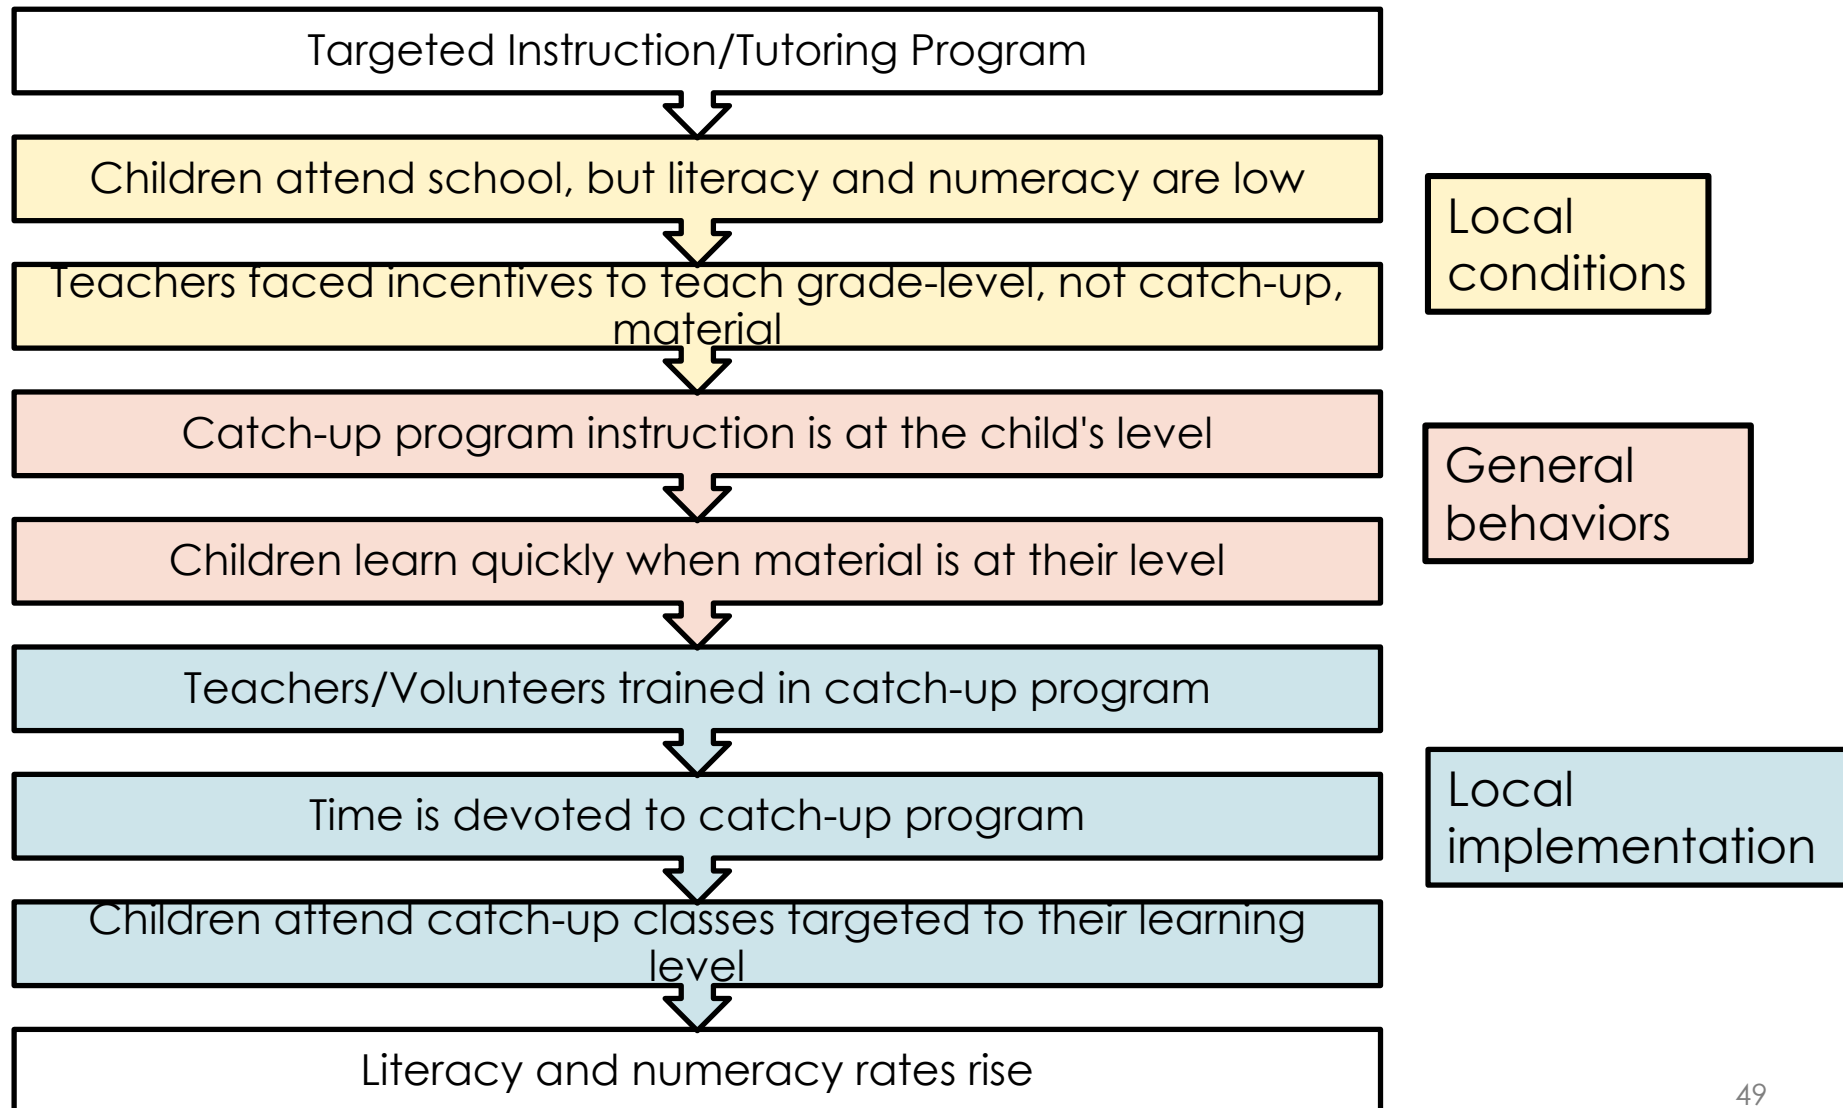 Targeted Instruction/Tutoring Program
Children attend school, but literacy and numeracy are low
Teachers faced incentives to teach grade-level, not catch-up,
material
Catch-up program instruction is at the child's level
Children learn quickly when material is at their level
Teachers/Volunteers trained in catch-up program
Time is devoted to catch-up program
Children attend catch-up classes targeted to their learning
level
Literacy and numeracy rates rise
Local
conditions
General
behaviors
Local
implementation
49